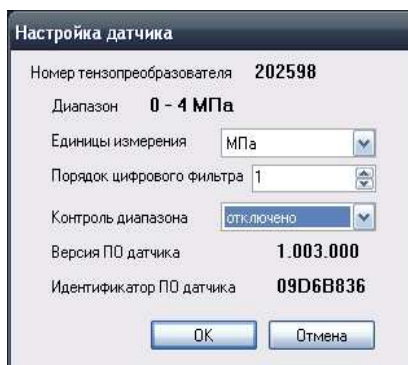 Настройка датчика
Номер тензопреобразователя 202598
Диапазон 0 - 4 МПа
Единицы измерения МПа
Порядок цифрового фильтра 1
Контроль диапазона отключено
Версия ПО датчика 1.003.000
Идентификатор ПО датчика 09D6B836
OK Отмена